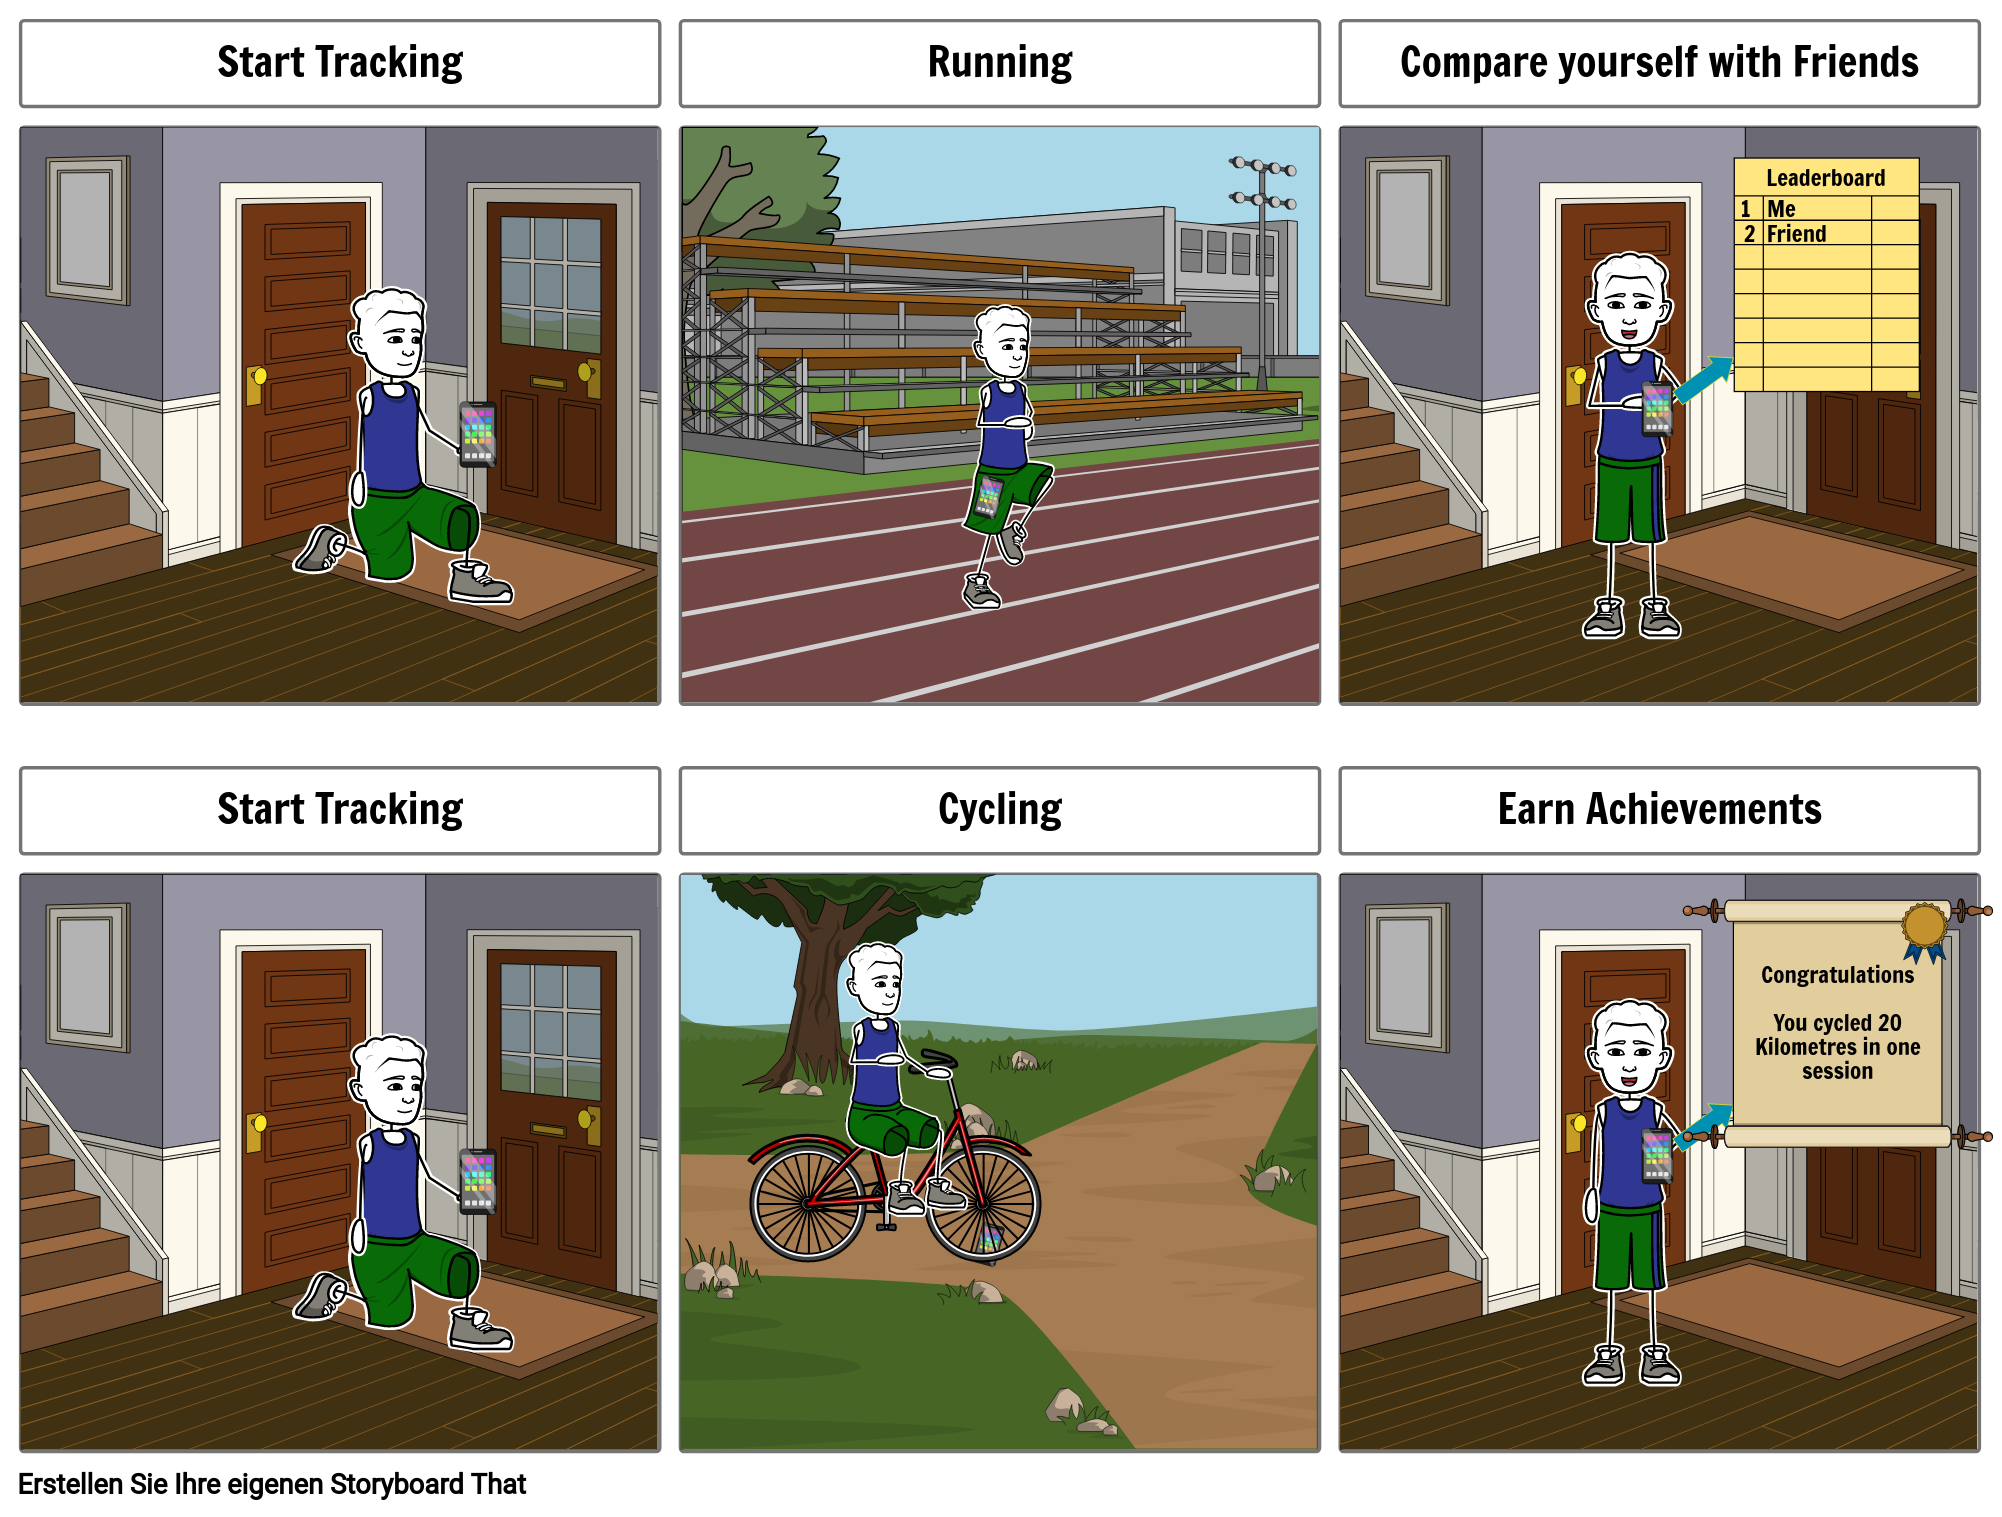 Start Tracking
Running
Compare yourself with Friends
Leaderboard
1 Me
2 Friend
Start Tracking
Cycling
Earn Achievements
Congratulations
You cycled 20
Kilometres in one
session
Erstellen Sie Ihre eigenen Storyboard That